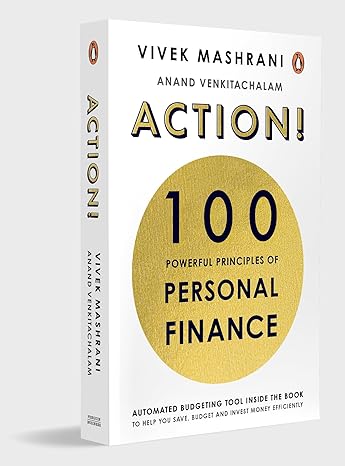 VIVEK MASHRANI
ANAND VENKITACHALAM
ACTION!
100
POWERFUL PRINCIPLES OF
PERSONAL
FINANCE
AUTOMATED BUDGETING TOOL INSIDE THE BOOK
TO HELP YOU SAVE, BUDGET AND INVEST MONEY EFFICIENTLY
ACTION!
VIVEK MASHRANI
ANAND VENKITACHALAM